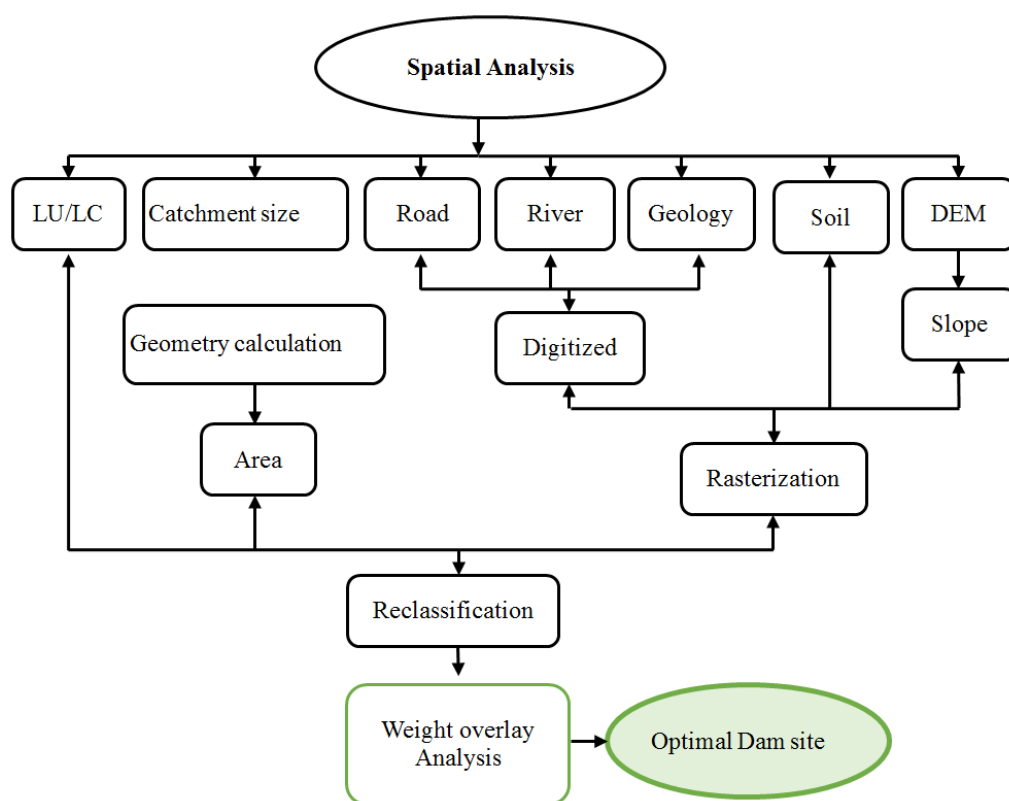 Spatial Analysis
LU/LC
Catchment size
Road
River
Geology
Soil
DEM
Geometry calculation
Digitized
Slope
Area
Rasterization
Reclassification
Weight overlay
Analysis
Optimal Dam site